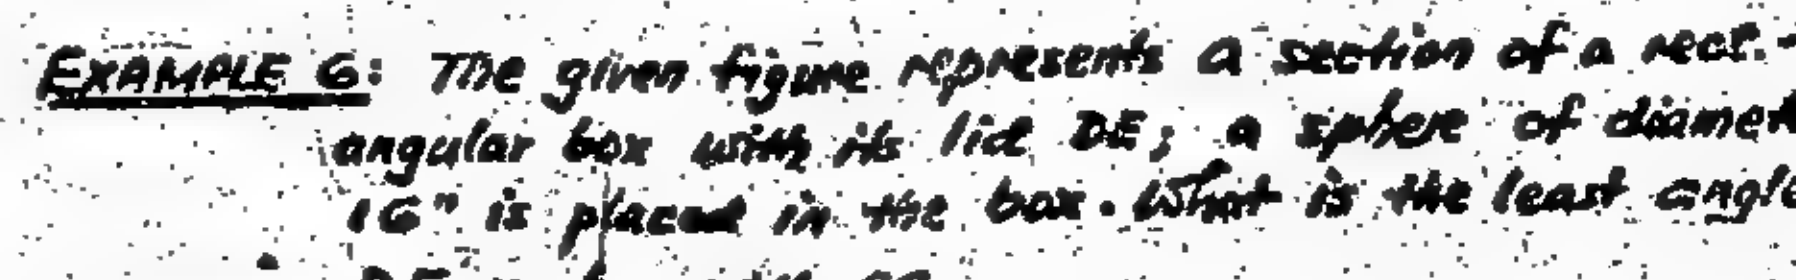 EXAMPLE 6: The given figure represents a section of a rect-
angular box with its lid DE; a sphere of diamet
16" is placed in the box. What is the least angle